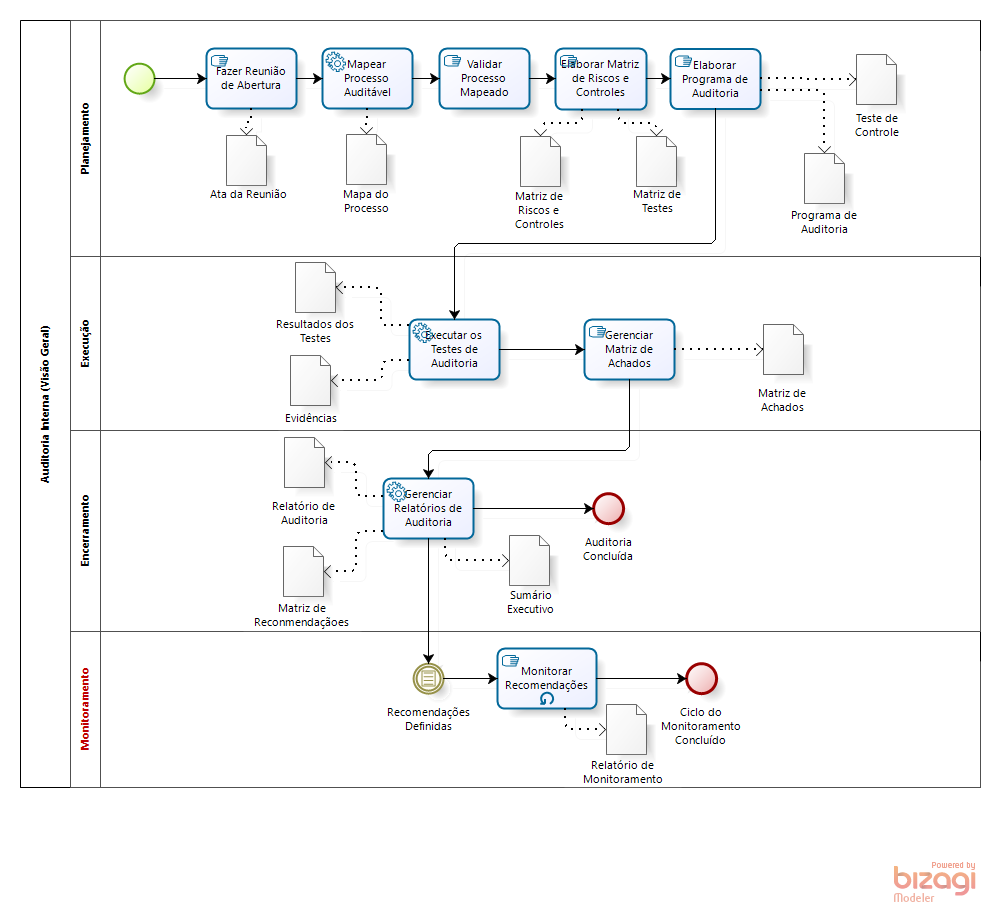 Auditoria Interna (Visão Geral)
Planejamento
Fazer Reunião
de Abertura
Mapear
Processo
Auditável
Validar
Processo
Mapeado
Elaborar Matriz
de Riscos e
Controles
Elaborar
Programa de
Auditoria
Teste de
Controle
Ata da Reunião
Mapa do
Processo
Matriz de
Riscos e
Controles
Matriz de
Testes
Programa de
Auditoria
Execução
Resultados dos
Testes
Executar os
Testes de
Auditoria
Gerenciar
Matriz de
Achados
Matriz de
Achados
Evidências
Encerramento
Relatório de
Auditoria
Gerenciar
Relatórios de
Auditoria
Auditoria
Concluída
Matriz de
Reconmendaçãoes
Sumário
Executivo
Monitoramento
Recomendações
Definidas
Monitorar
Recomendações
Ciclo do
Monitoramento
Concluído
Relatório de
Monitoramento
Powered by
bizagi
Modeler